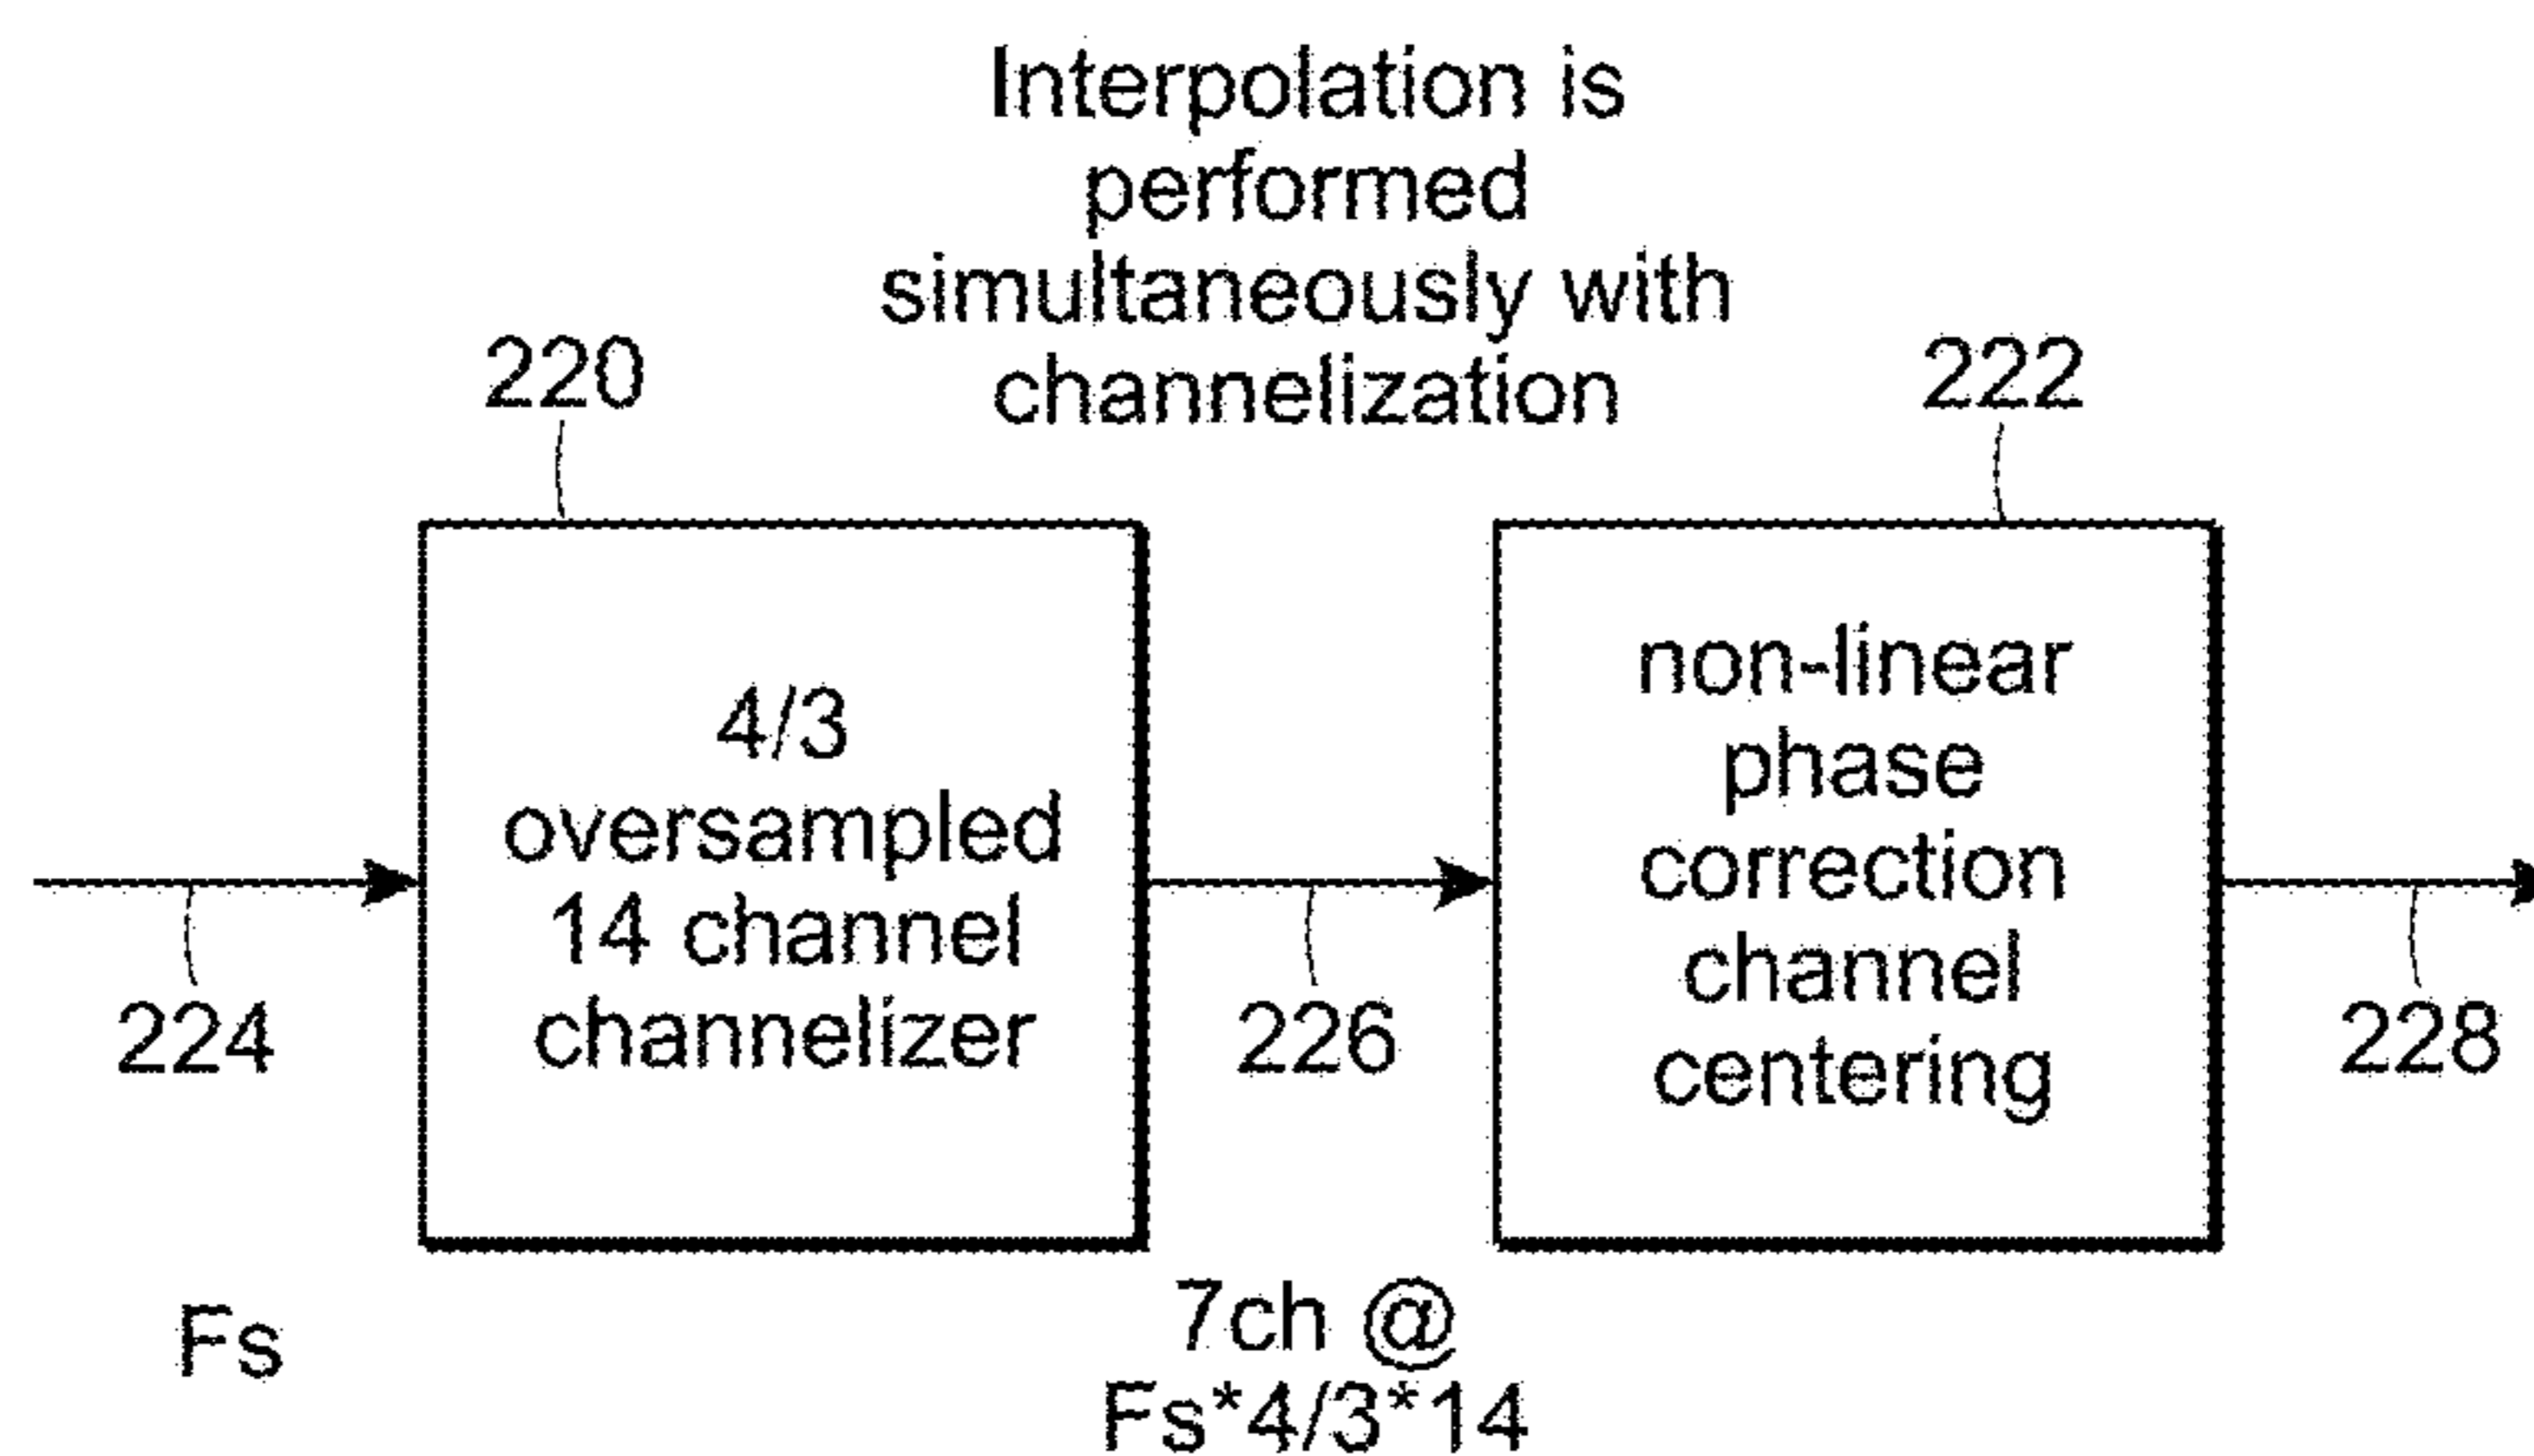 Interpolation is
performed
simultaneously with
channelization
220
222
4/3
oversampled
14 channel
channelizer
non-linear
phase
correction
channel
centering
224
226
228
Fs
7ch @
Fs*4/3*14